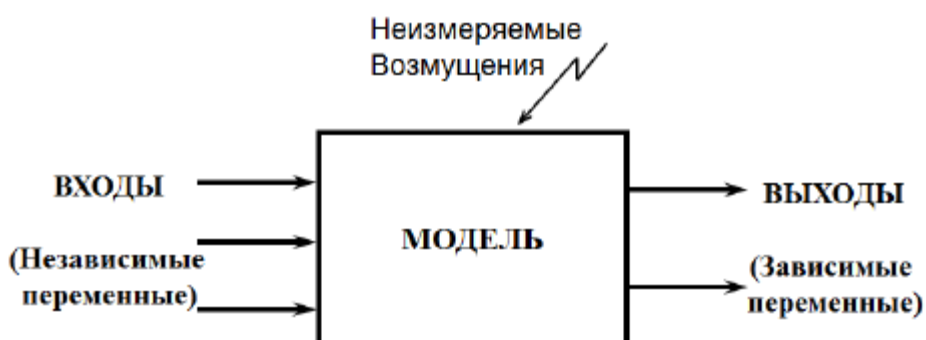 Неизмеряемые
Возмущения
ВХОДЫ
(Независимые
переменные)
МОДЕЛЬ
ВЫХОДЫ
(Зависимые
переменные)